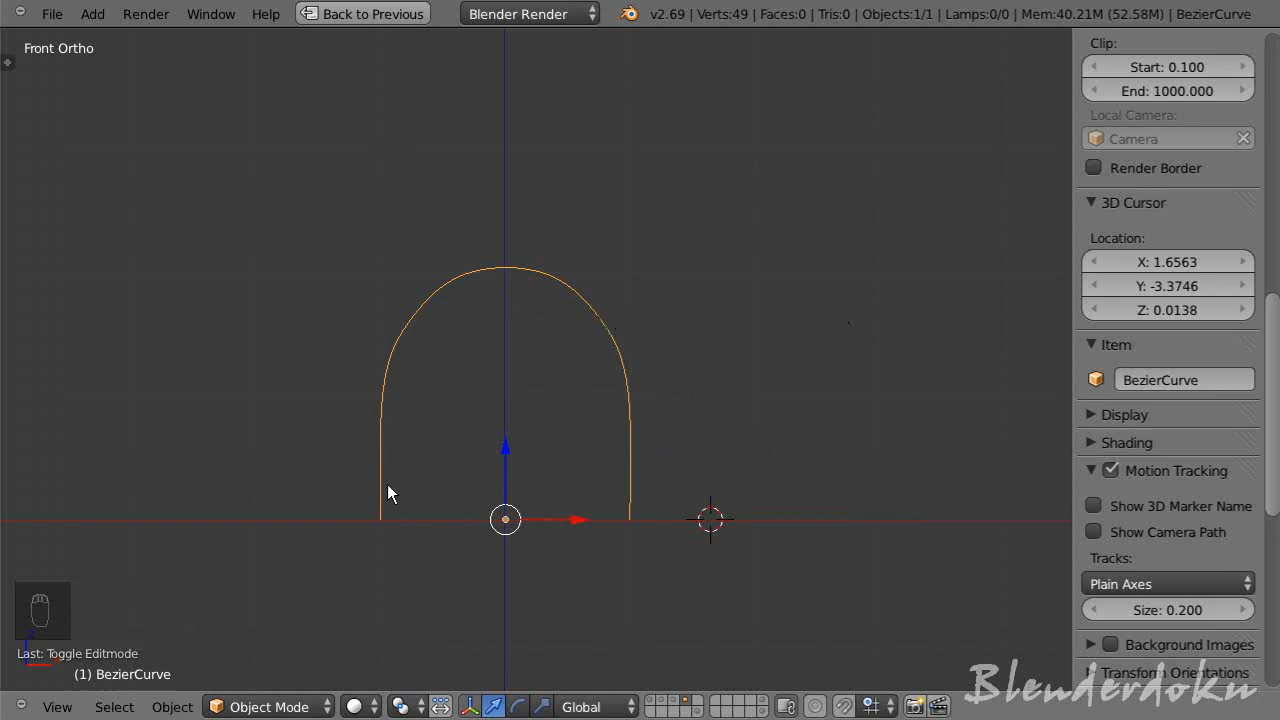 File Add Render Window Help Back to Previous Blender Render v2.69 | Verts:49 | Faces:0 | Tris:0 | Objects:1/1 | Lamps:0/0 | Mem:40.21M (52.58M) | BezierCurve
Front Ortho
Clip:
Start: 0.100
End: 1000.000
Local Camera:
Camera
Render Border
3D Cursor
Location:
X: 1.6563
Y: -3.3746
Z: 0.0138
Item
BezierCurve
Display
Shading
Motion Tracking
Show 3D Marker Name
Show Camera Path
Tracks:
Plain Axes
Size: 0.200
Background Images
Transform Orientations
Last: Toggle Editmode
(1) BezierCurve
Blenderdoku
View Select Object Object Mode Global